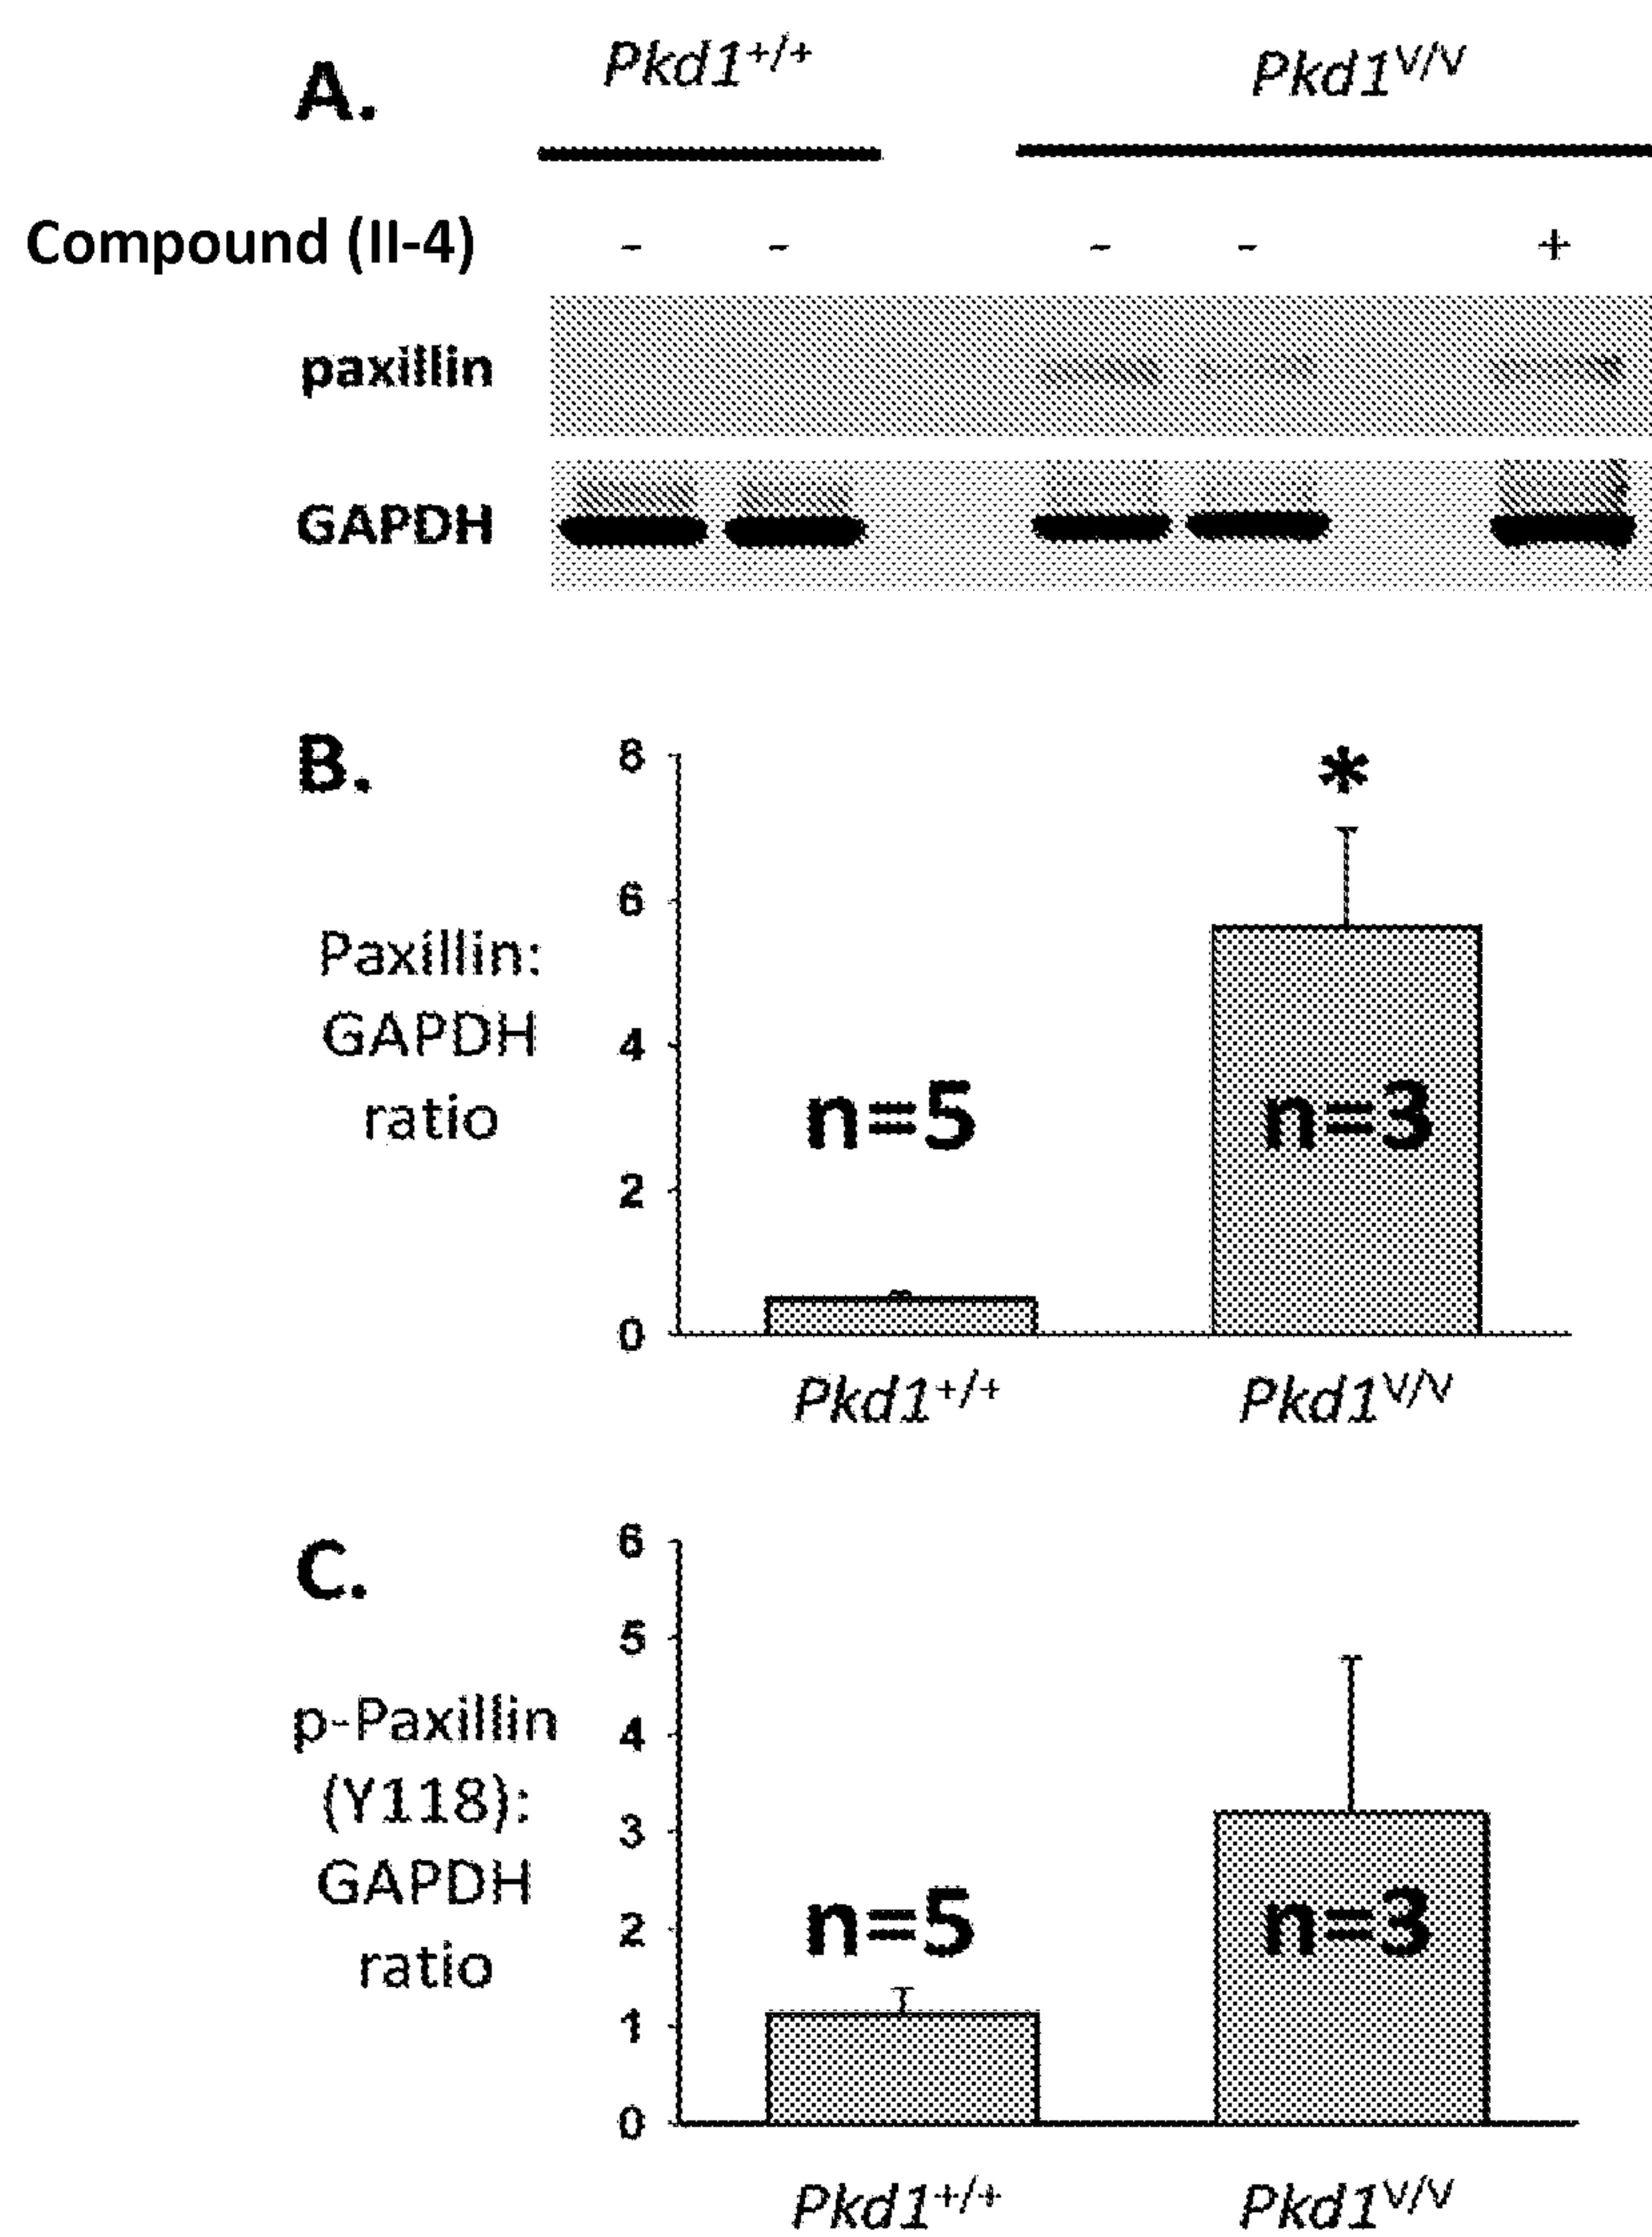 A.
Pkd1+/+
Pkd1V/V
Compound (II-4) - - - - +
paxillin
GAPDH
B.
8
6
4
2
0
Paxillin:
GAPDH
ratio
n=5
n=3
*
Pkd1+/+
Pkd1V/V
C.
6
5
4
3
2
1
0
p-Paxillin
(Y118):
GAPDH
ratio
n=5
n=3
Pkd1+/+
Pkd1V/V